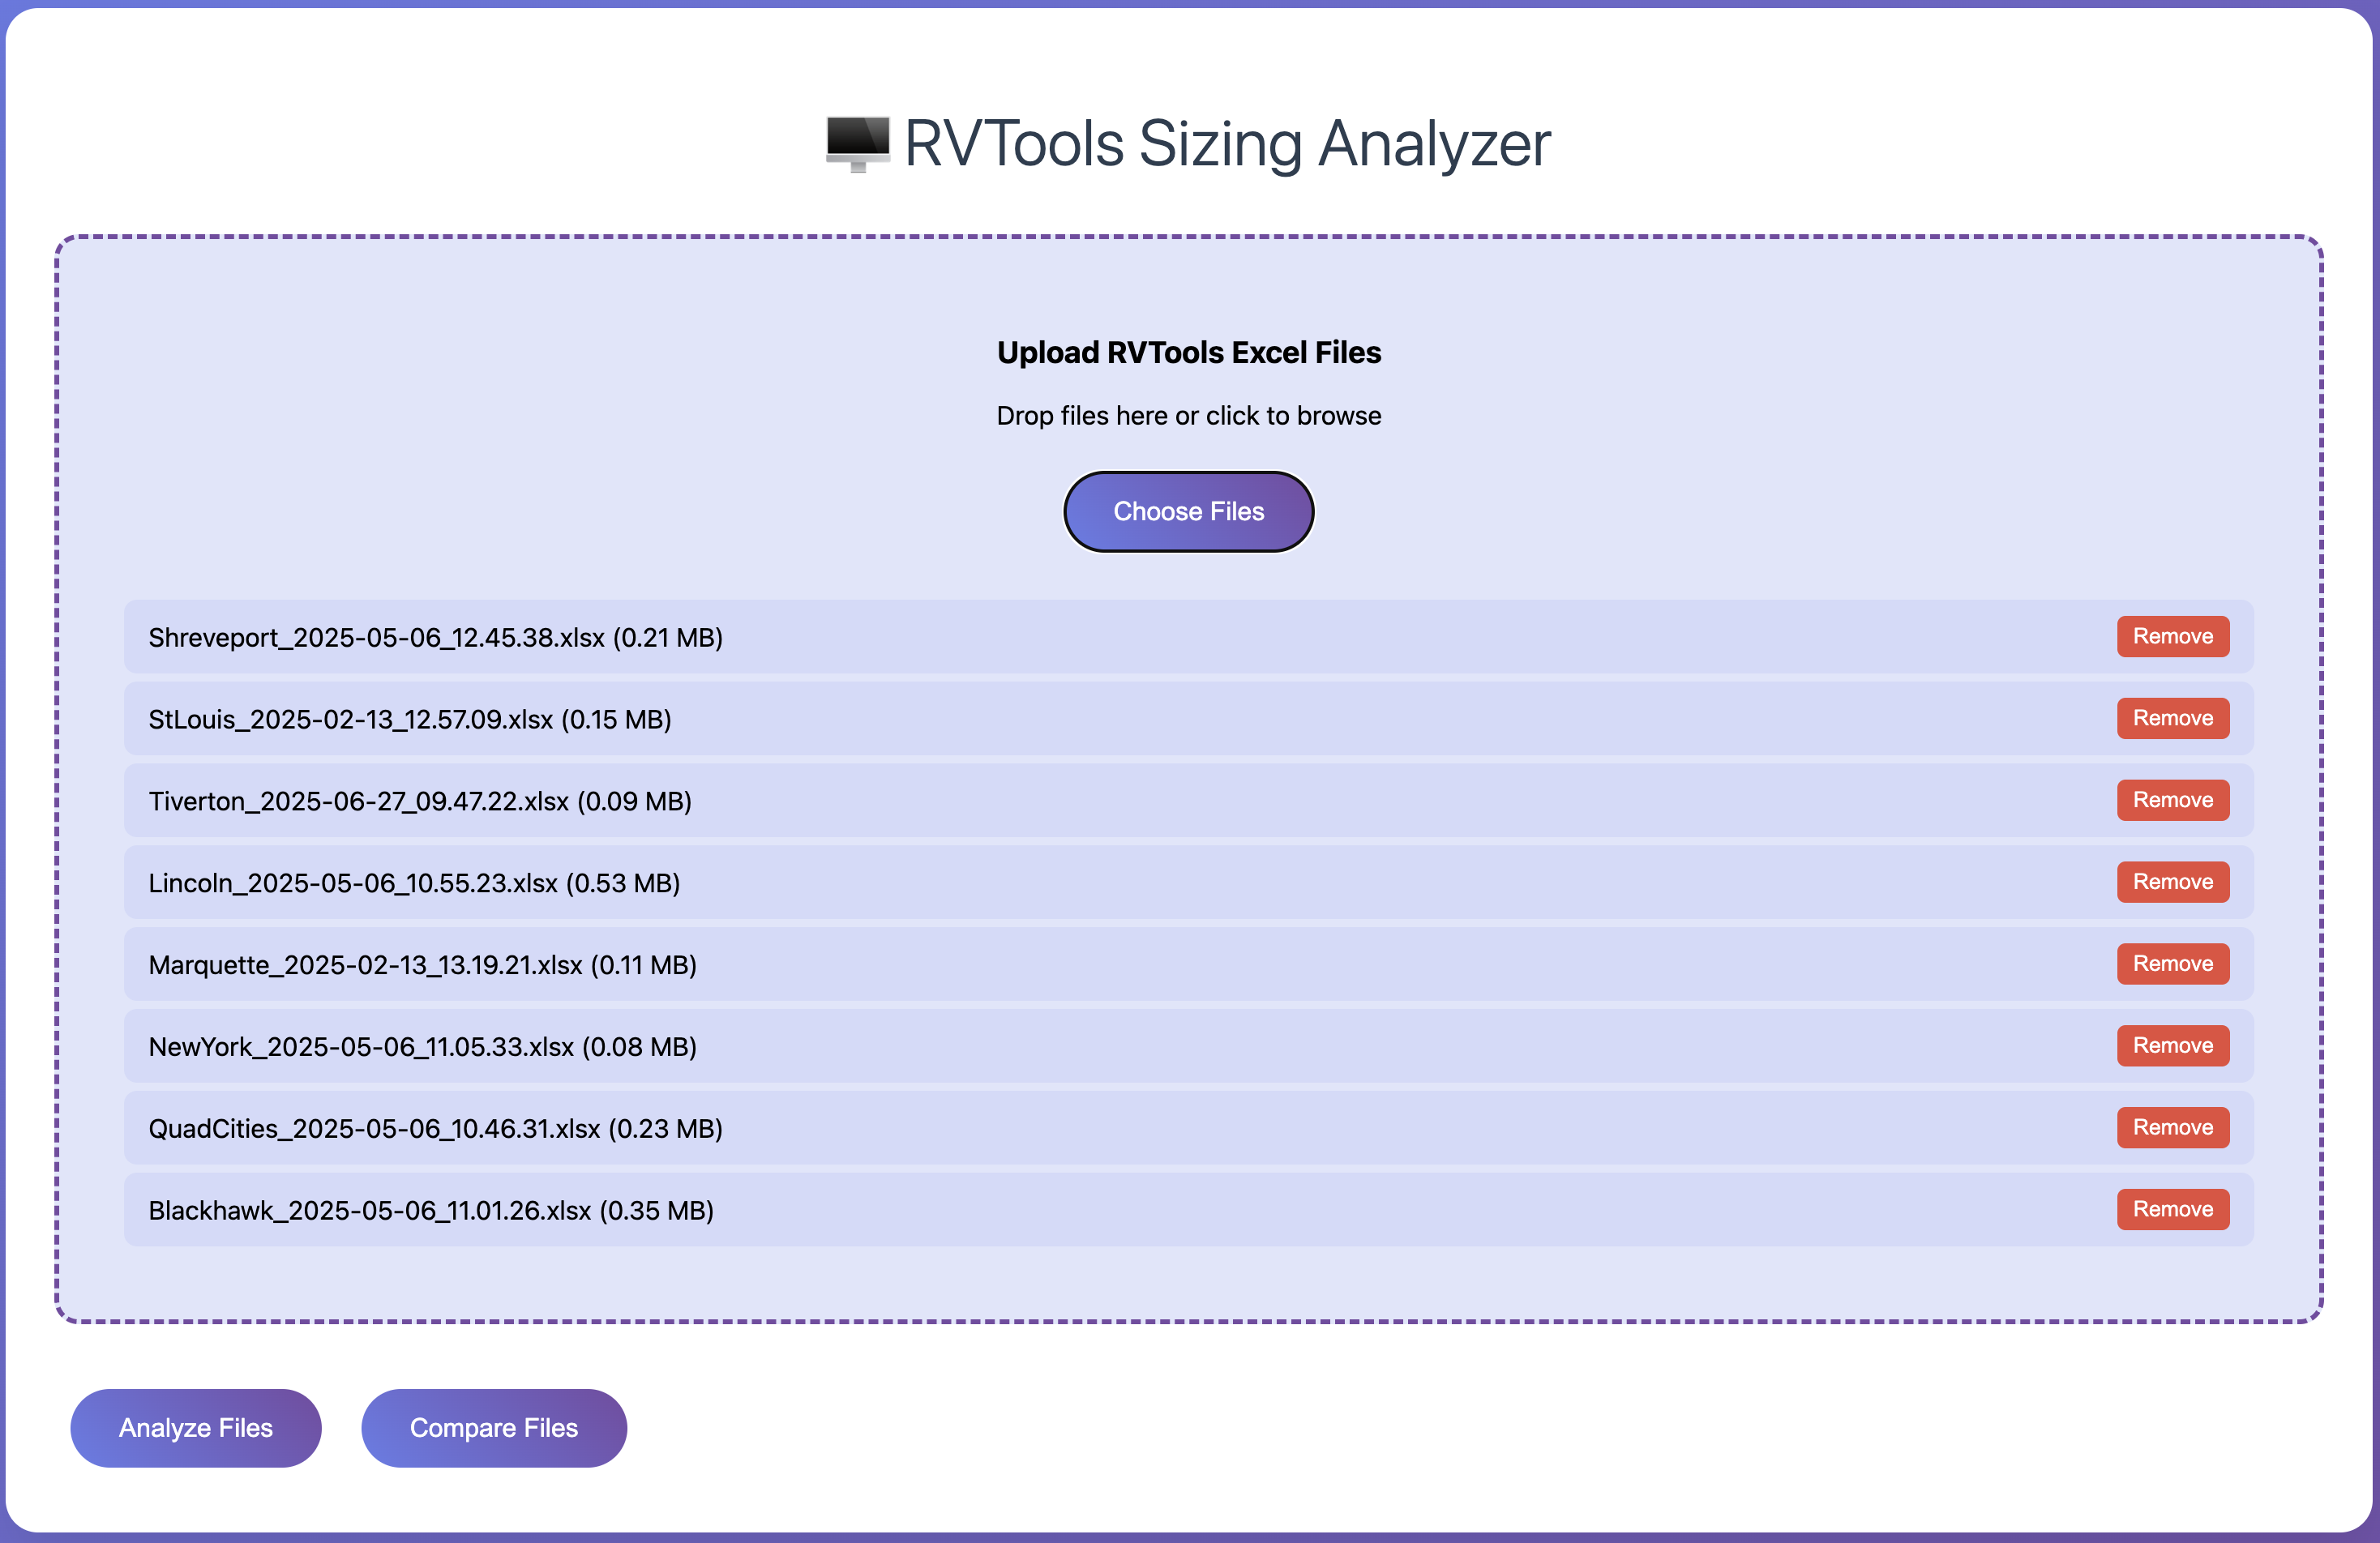 RVTools Sizing Analyzer
Upload RVTools Excel Files
Drop files here or click to browse
Choose Files
Shreveport_2025-05-06_12.45.38.xlsx (0.21 MB) Remove
StLouis_2025-02-13_12.57.09.xlsx (0.15 MB) Remove
Tiverton_2025-06-27_09.47.22.xlsx (0.09 MB) Remove
Lincoln_2025-05-06_10.55.23.xlsx (0.53 MB) Remove
Marquette_2025-02-13_13.19.21.xlsx (0.11 MB) Remove
NewYork_2025-05-06_11.05.33.xlsx (0.08 MB) Remove
QuadCities_2025-05-06_10.46.31.xlsx (0.23 MB) Remove
Blackhawk_2025-05-06_11.01.26.xlsx (0.35 MB) Remove
Analyze Files Compare Files